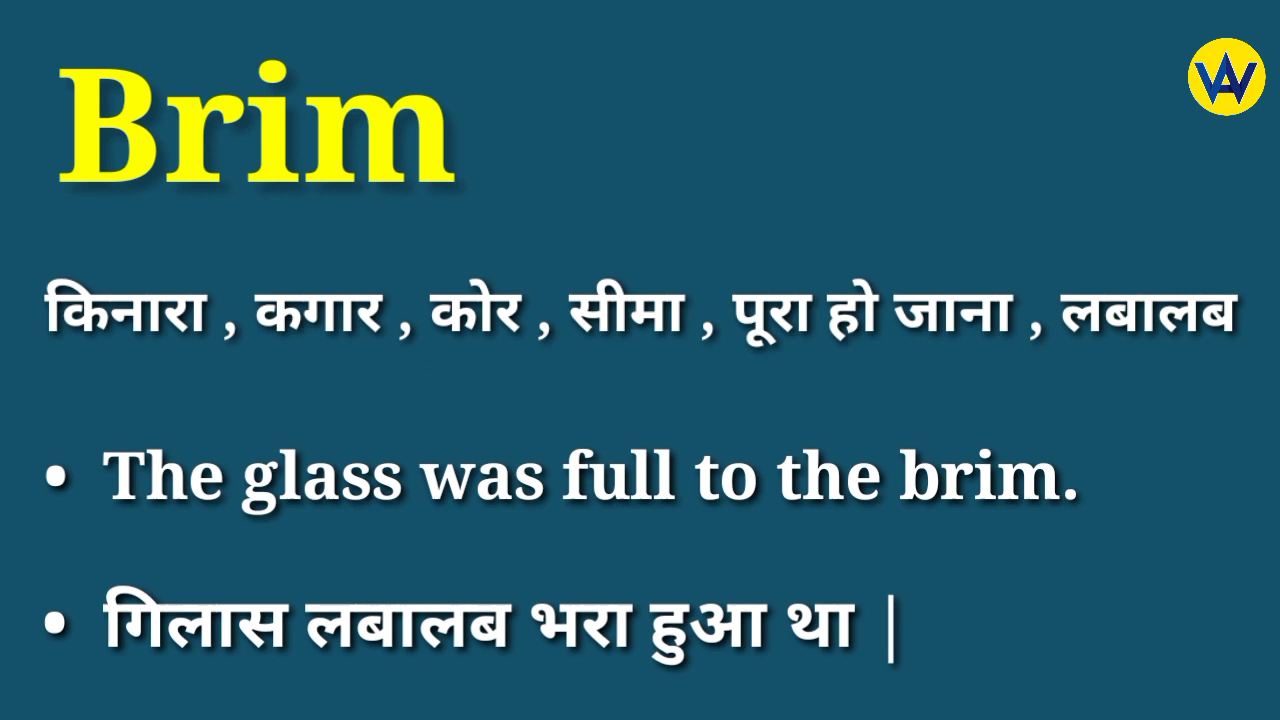 Brim
किनारा , कगार , कोर , सीमा , पूरा हो जाना , लबालब
• The glass was full to the brim.
• गिलास लबालब भरा हुआ था |